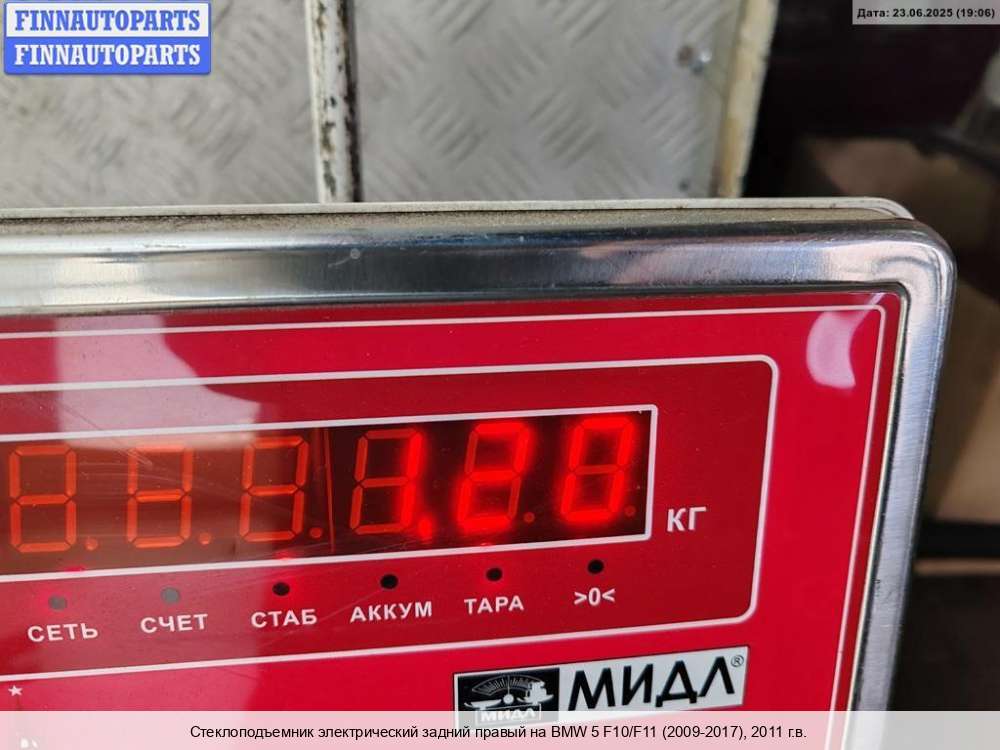 FINNAUTOPARTS
FINNAUTOPARTS
Дата: 23.06.2025 (19:06)
1.20
КГ
СЕТЬ СЧЕТ СТАБ АККУМ ТАРА >0<
МИДЛ МИДЛ®
Стеклоподъемник электрический задний правый на BMW 5 F10/F11 (2009-2017), 2011 г.в.